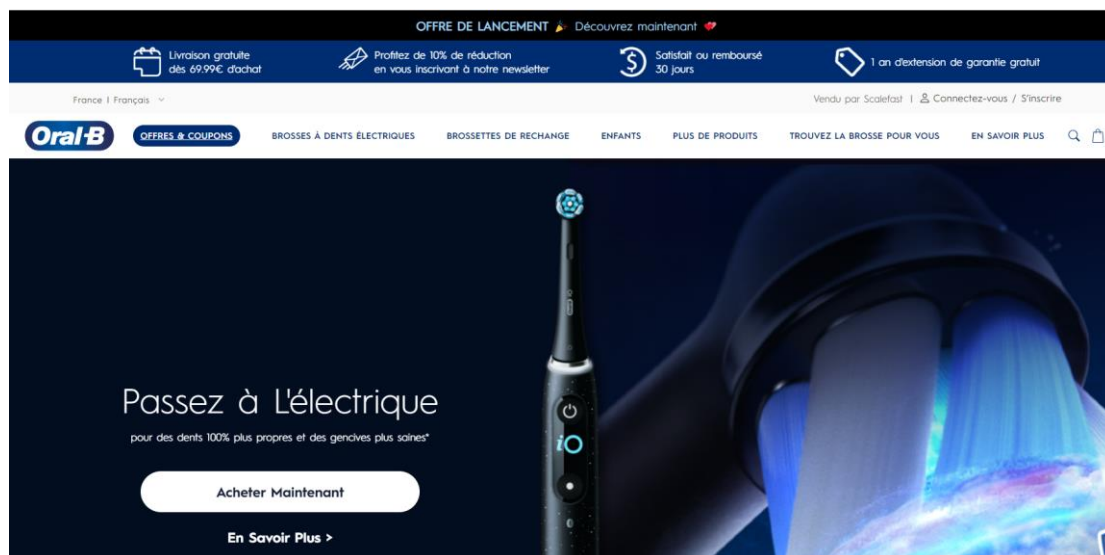 OFFRE DE LANCEMENT 🎉 Découvrez maintenant 💖
Livraison gratuite
dès 69.99€ d'achat
Profitez de 10% de réduction
en vous inscrivant à notre newsletter
Satisfait ou remboursé
30 jours
1 an d'extension de garantie gratuit
France | Français
Vendu par Scalefast | Connectez-vous / S'inscrire
Oral-B
OFFRES & COUPONS
BROSSES À DENTS ÉLECTRIQUES
BROSSETTES DE RECHANGE
ENFANTS
PLUS DE PRODUITS
TROUVEZ LA BROSSE POUR VOUS
EN SAVOIR PLUS
Passez à L'électrique
pour des dents 100% plus propres et des gencives plus saines*
Acheter Maintenant
En Savoir Plus >
iO